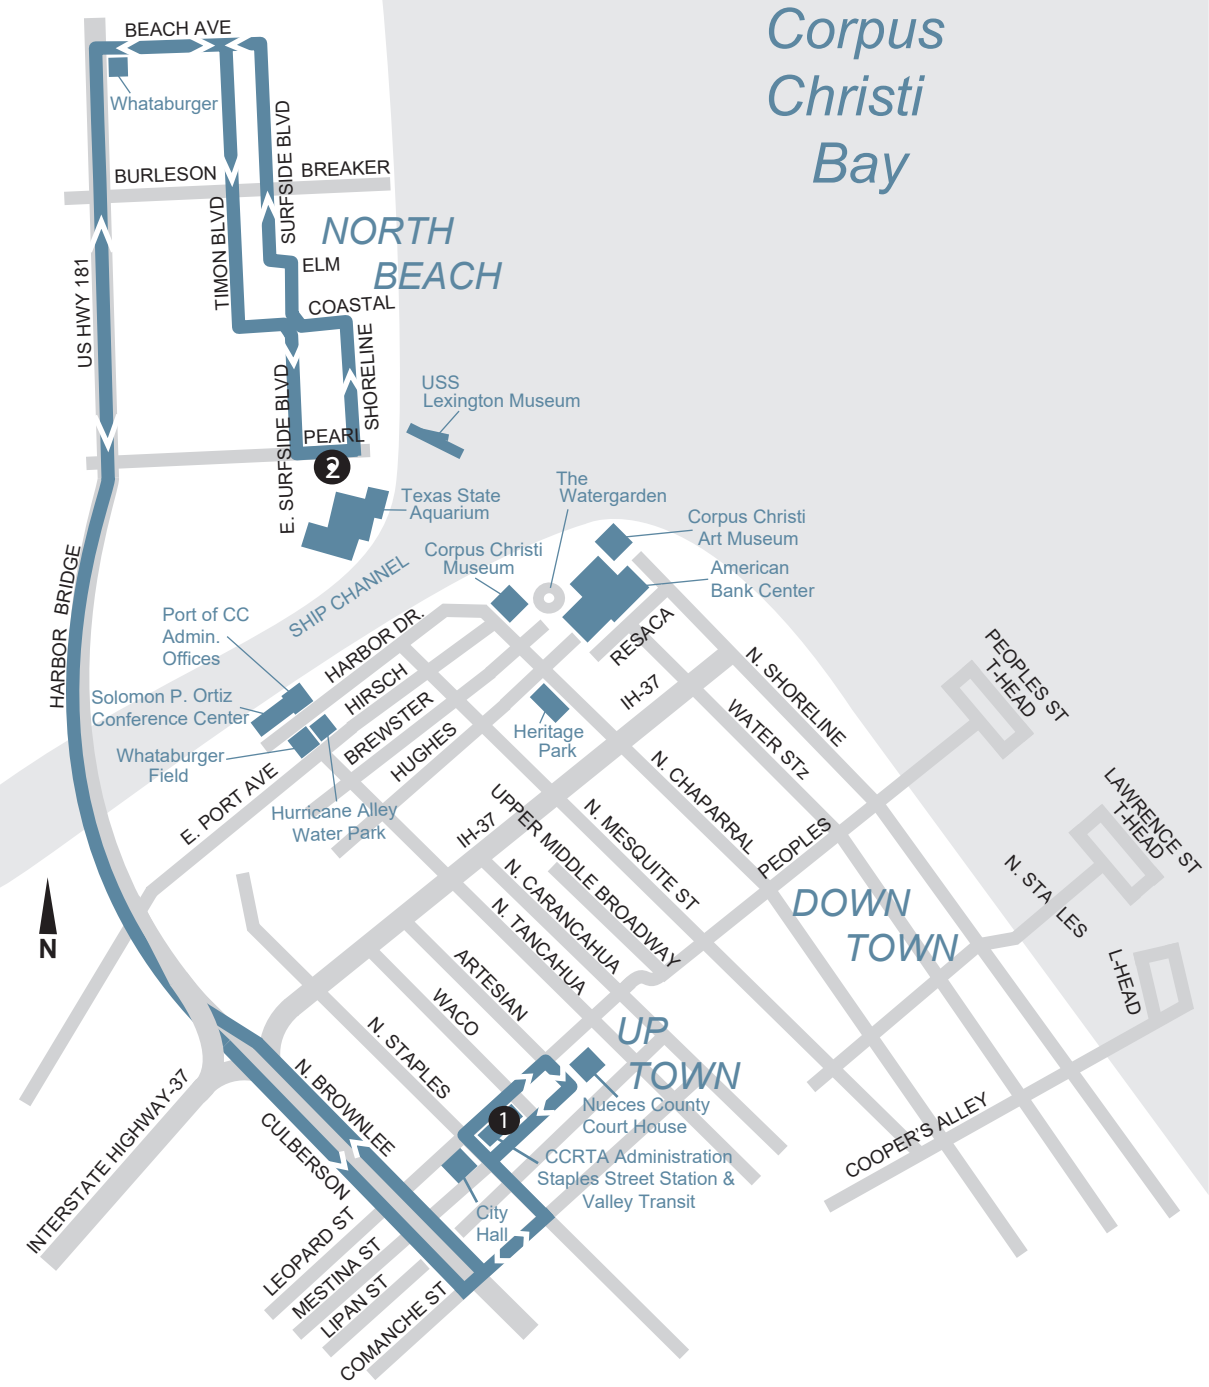 Corpus
Christi
Bay
BEACH AVE
Whataburger
BURLESON
BREAKER
SURFSIDE BLVD
TIMON BLVD
NORTH
BEACH
ELM
US HWY 181
COASTAL
SHORELINE
E. SURFSIDE BLVD
PEARL
2
USS
Lexington Museum
Texas State
Aquarium
The
Watergarden
Corpus Christi
Art Museum
Corpus Christi
Museum
American
Bank Center
SHIP CHANNEL
HARBOR BRIDGE
Port of CC
Admin.
Offices
HARBOR DR.
RESACA
Solomon P. Ortiz
Conference Center
HIRSCH
IH-37
N. SHORELINE
PEOPLES ST
T-HEAD
BREWSTER
HUGHES
Heritage
Park
WATER STz
Whataburger
Field
E. PORT AVE
Hurricane Alley
Water Park
N. CHAPARRAL
UPPER MIDDLE BROADWAY
N. MESQUITE ST
IH-37
PEOPLES
LAWRENCE ST
T-HEAD
N. CARANCAHUA
N. TANCAHUA
N. STA LES
DOWN
TOWN
L-HEAD
N
ARTESIAN
WACO
N. STAPLES
UP
TOWN
N. BROWNLEE
CULBERSON
INTERSTATE HIGHWAY-37
1
Nueces County
Court House
COOPER'S ALLEY
CCRTA Administration
Staples Street Station &
Valley Transit
City
Hall
LEOPARD ST
MESTINA ST
LIPAN ST
COMANCHE ST